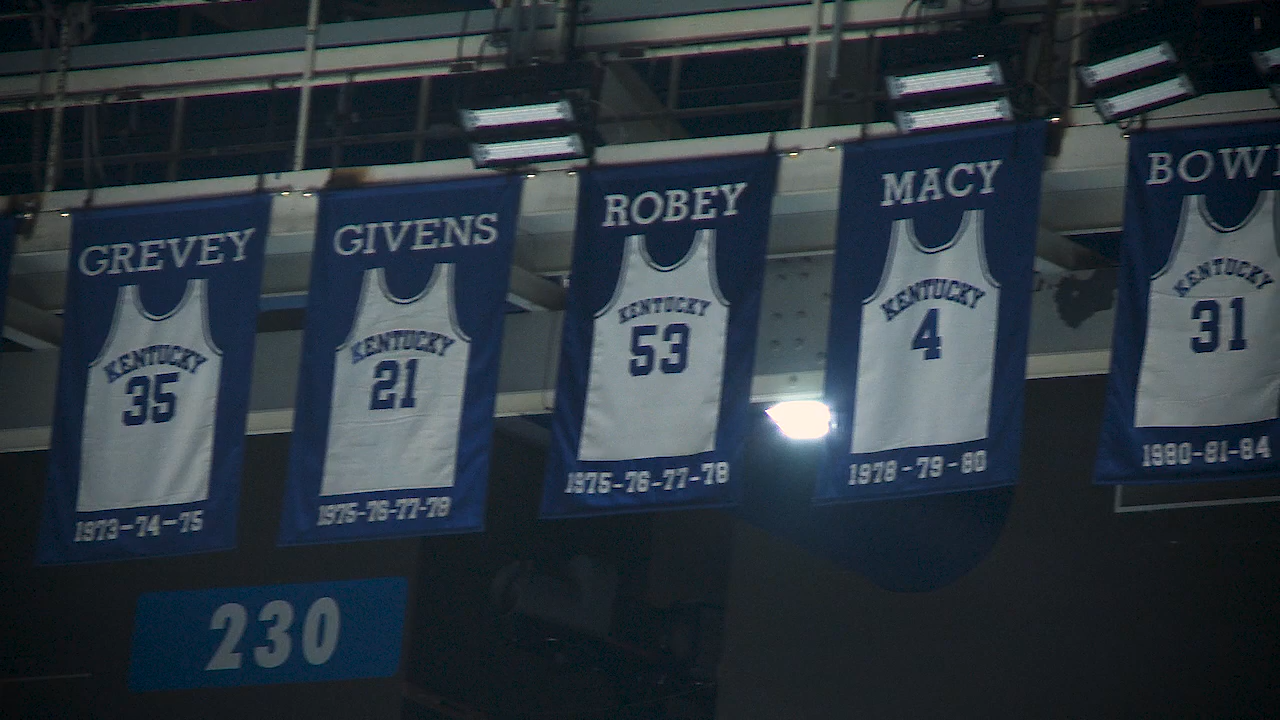 GREVEY
KENTUCKY
35
1973-74-75
GIVENS
KENTUCKY
21
1975-76-77-78
ROBEY
KENTUCKY
53
1975-76-77-78
MACY
KENTUCKY
4
1978-79-80
BOWI
KENTUCKY
31
1980-81-84
230